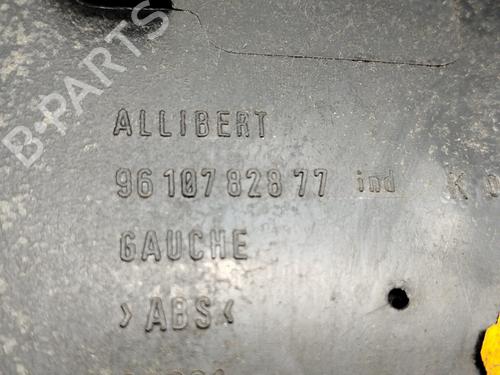 B-PARTS
ALLIBERT
96 107 828 77 ind K
GAUCHE
>ABS<